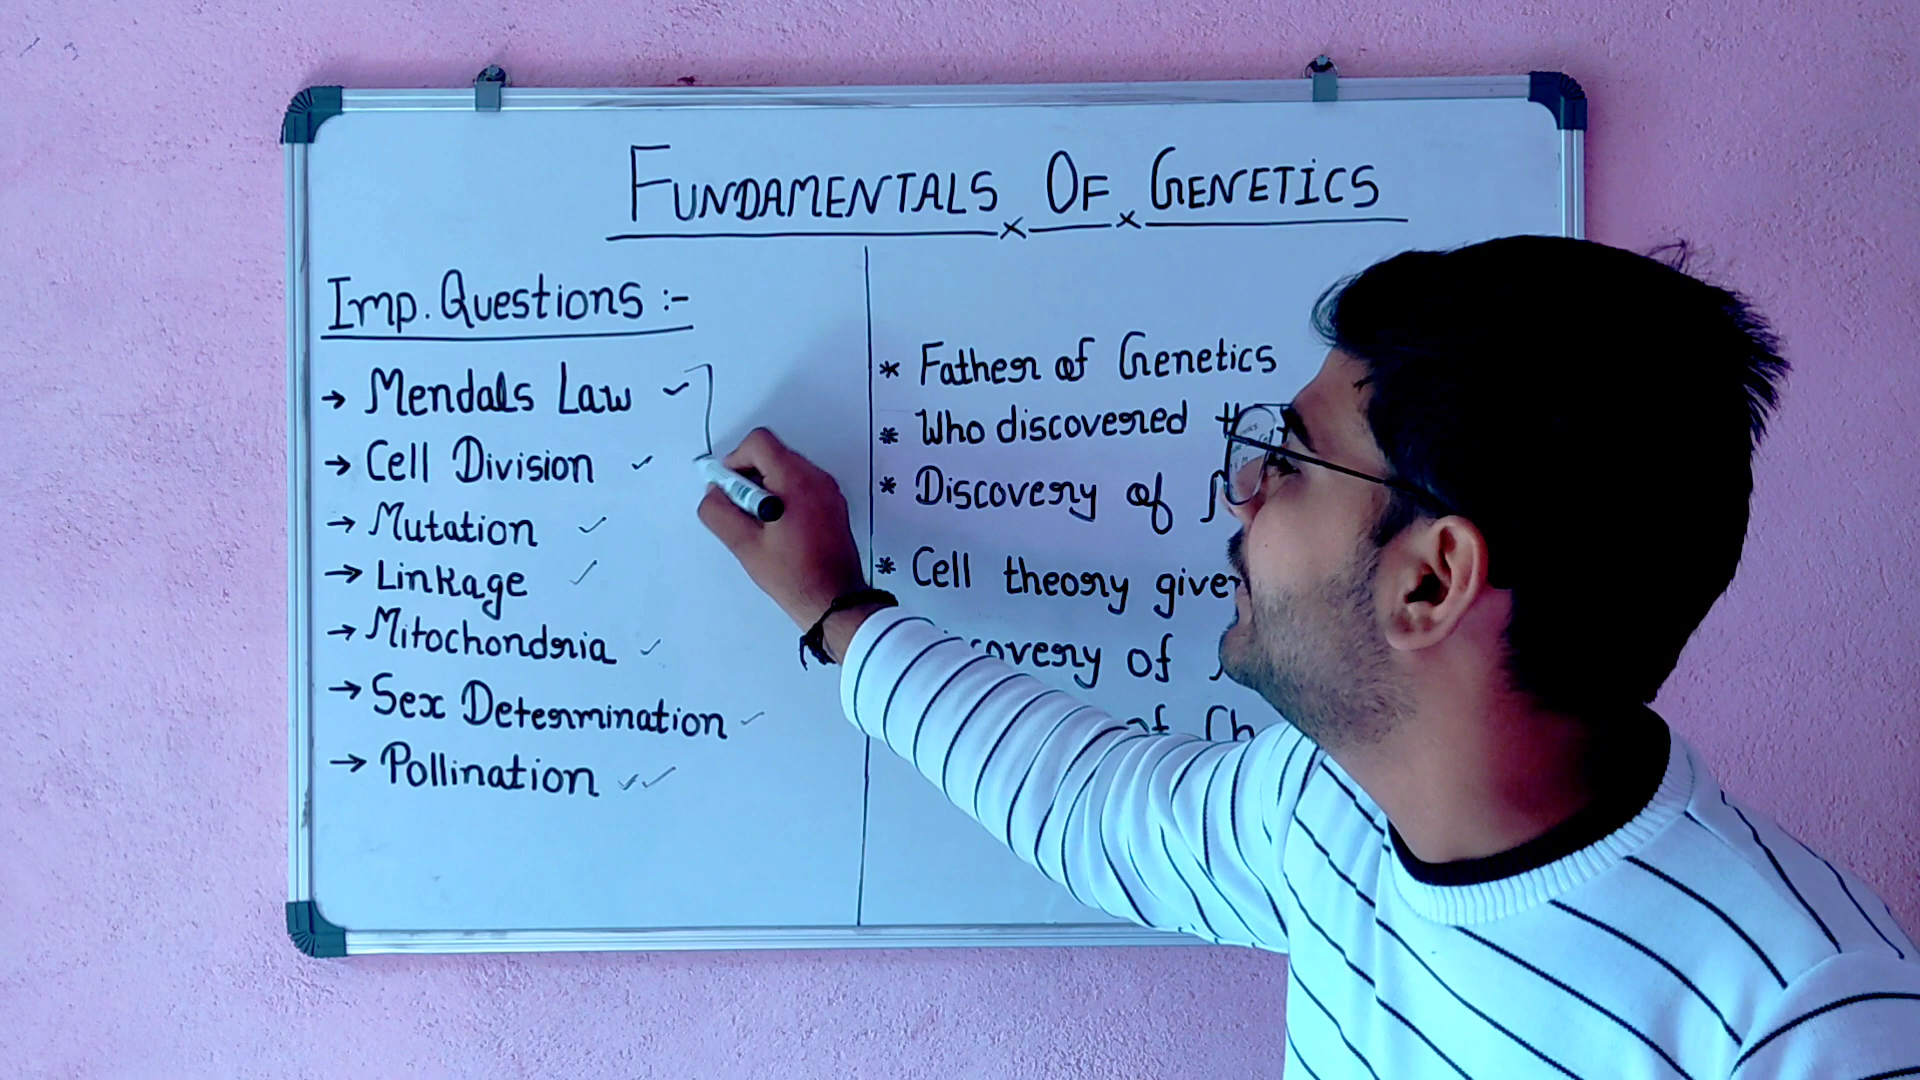 FUNDAMENTALS OF GENETICS
Imp. Questions :-
→ Mendals Law ✓
→ Cell Division ✓
→ Mutation ✓
→ Linkage ✓
→ Mitochondria ✓
→ Sex Determination ✓
→ Pollination ✓✓
* Father of Genetics
* Who discovered
* Discovery of
* Cell theory
of
of